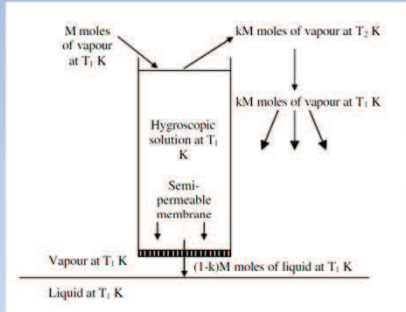 M moles
of vapour
at T₁ K
kM moles of vapour at T₂ K
kM moles of vapour at T₁ K
Hygroscopic
solution at T₁
K
Semi-
permeable
membrane
Vapour at T₁ K
(1-k)M moles of liquid at T₁ K
Liquid at T₁ K